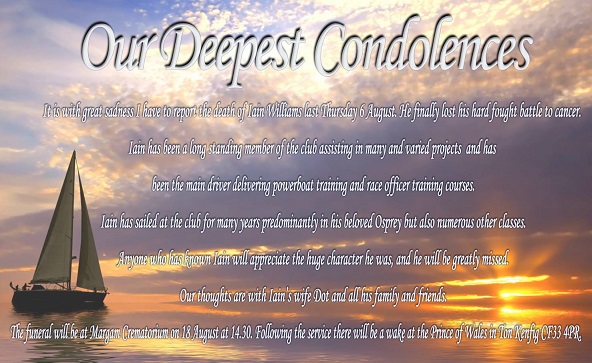 Our Deepest Condolences
It is with great sadness I have to report the death of Iain Williams last Thursday 6 August. He finally lost his hard fought battle to cancer.
Iain has been a long standing member of the club assisting in many and varied projects and has
been the main driver delivering powerboat training and race officer training courses.
Iain has sailed at the club for many years predominantly in his beloved Osprey but also numerous other classes.
Anyone who has known Iain will appreciate the huge character he was, and he will be greatly missed.
Our thoughts are with Iain's wife Dot and all his family and friends.
The funeral will be at Margam Crematorium on 18 August at 14.30. Following the service there will be a wake at the Prince of Wales in Ton Kenfig CF33 4PR.